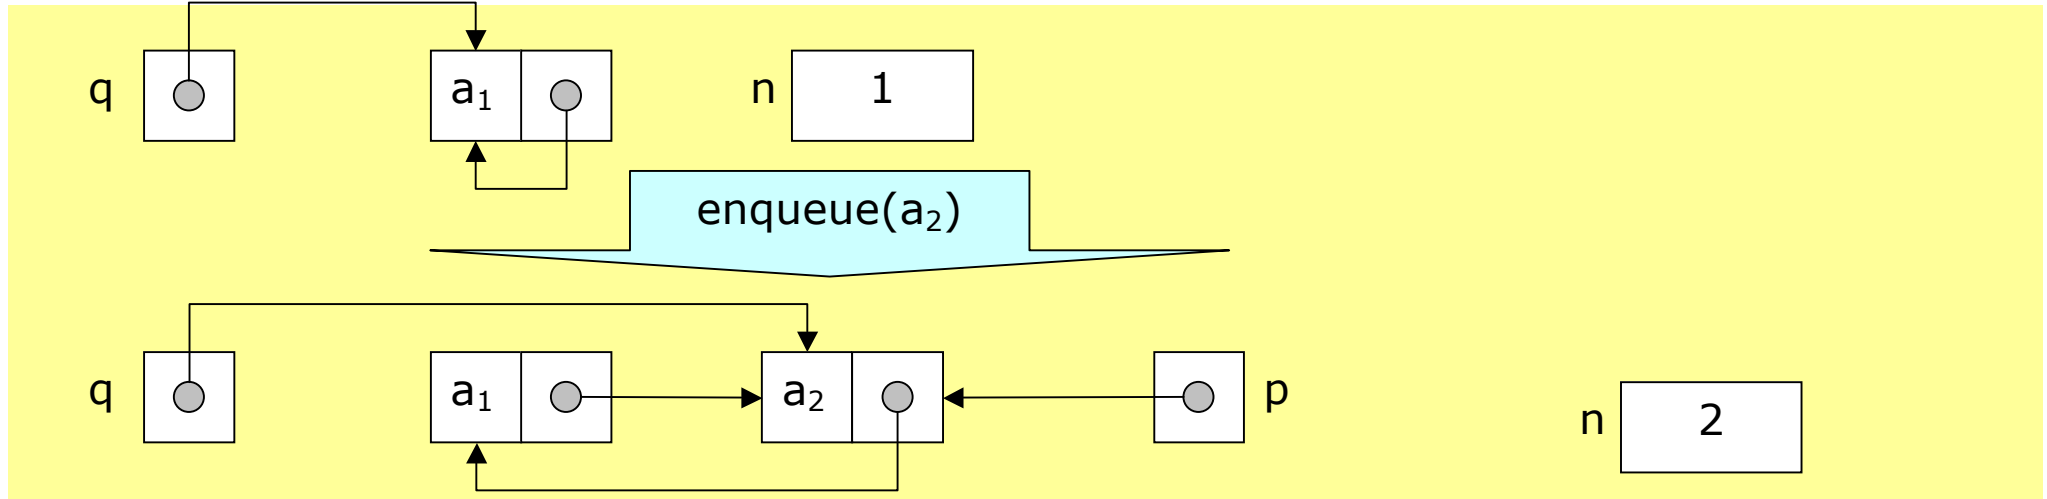 q a₁ n 1
enqueue(a₂)
q a₁ a₂ p
n 2